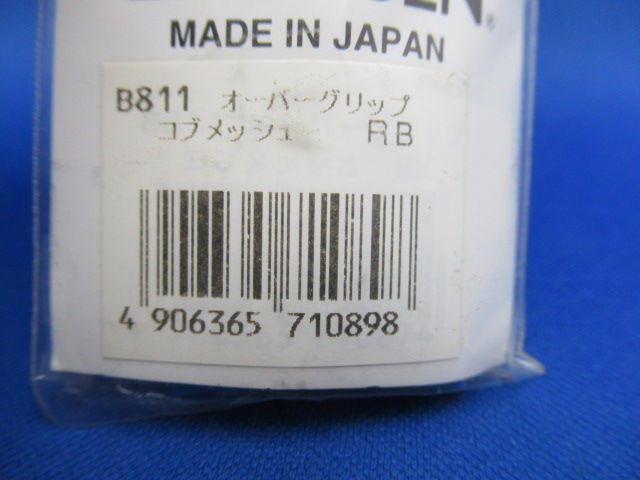 MADE IN JAPAN
B811 オーバーグリップ
コブメッシュ RB
4 906365 710898